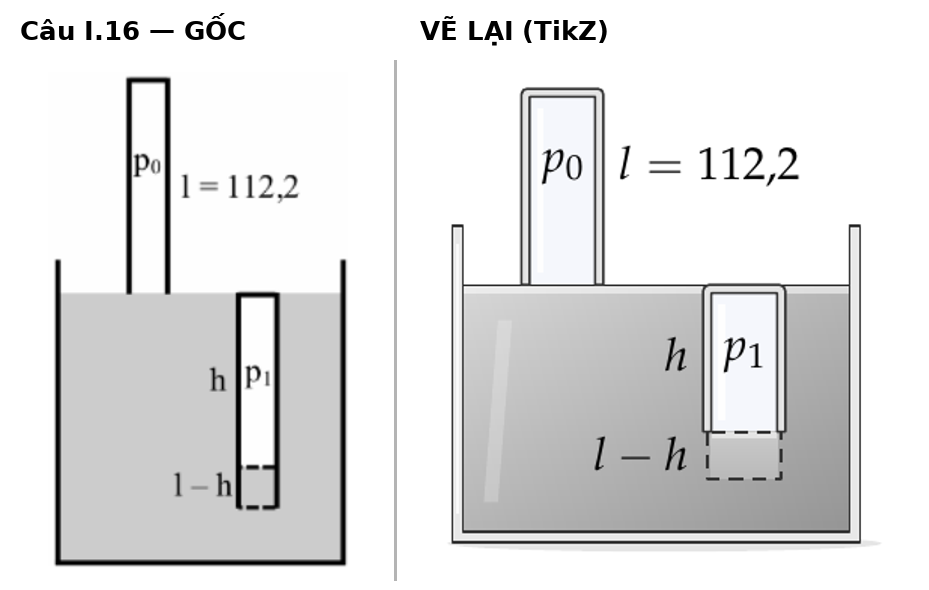 Câu I.16 — GỐC
p₀
l = 112,2
h
p₁
l – h
VẼ LẠI (TikZ)
p₀
l = 112,2
h
p₁
l − h